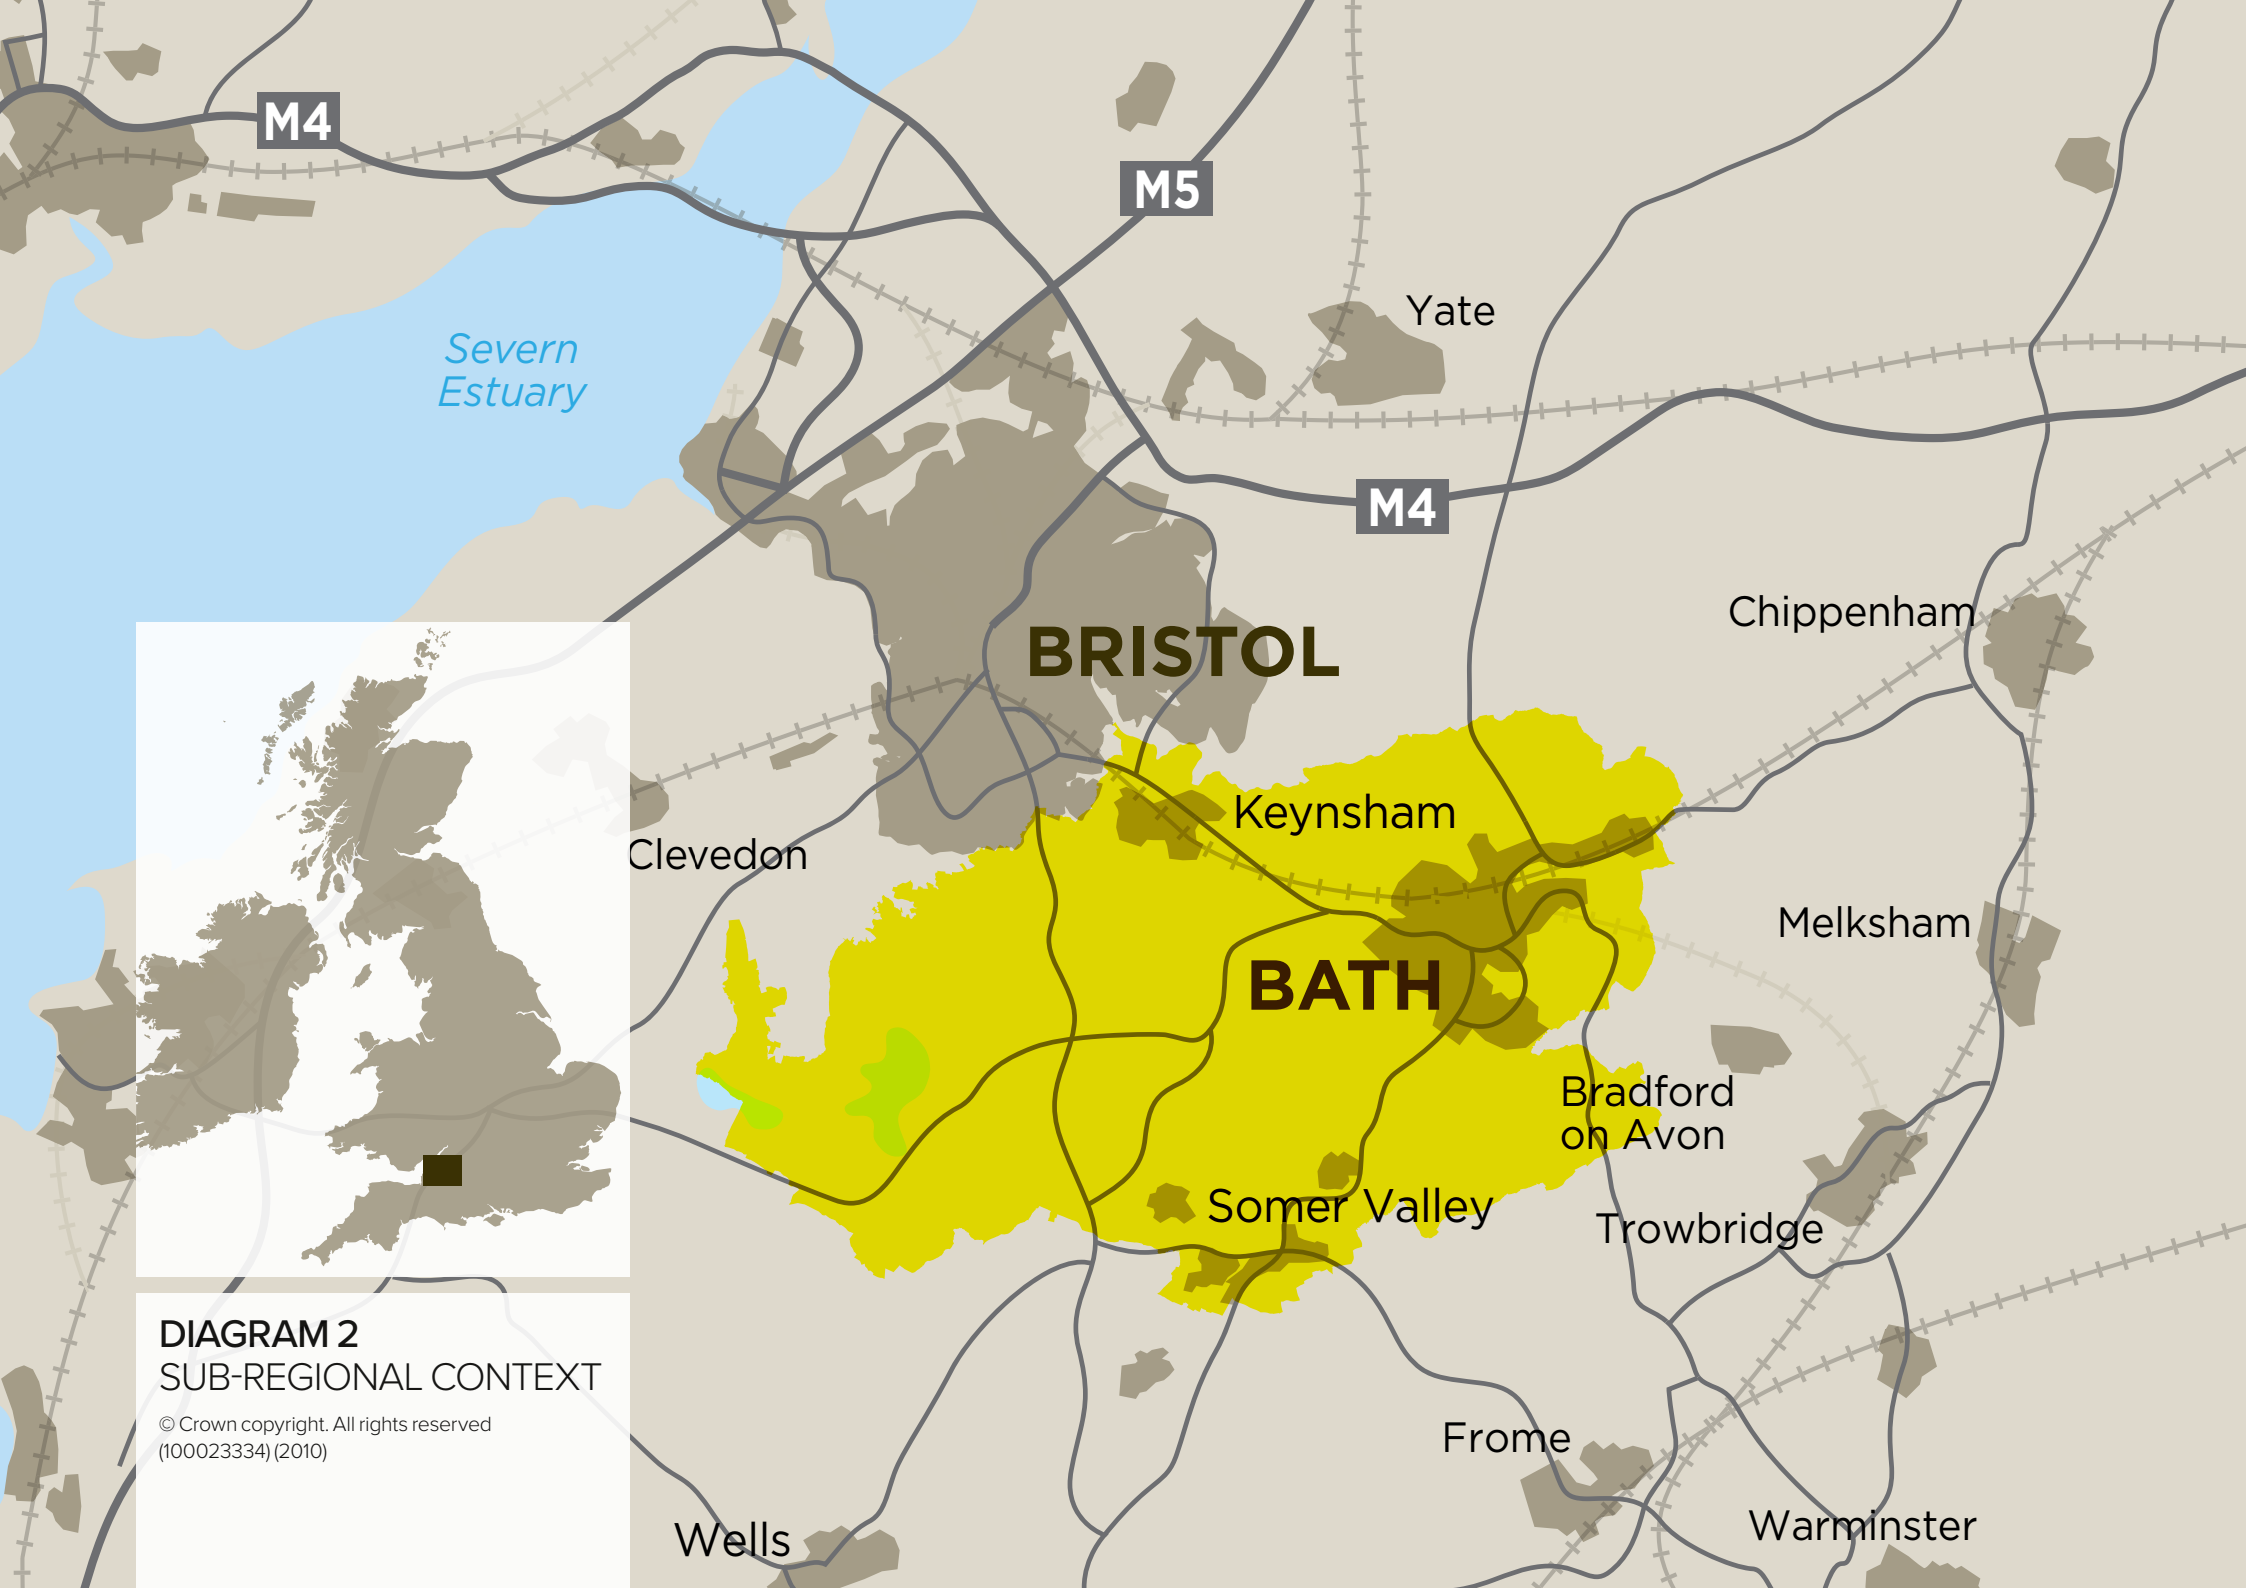 M4
M5
Yate
Severn
Estuary
M4
Chippenham
BRISTOL
Keynsham
Clevedon
Melksham
BATH
Bradford
on Avon
Somer Valley
Trowbridge
DIAGRAM 2
SUB-REGIONAL CONTEXT
© Crown copyright. All rights reserved
(100023334) (2010)
Frome
Warminster
Wells